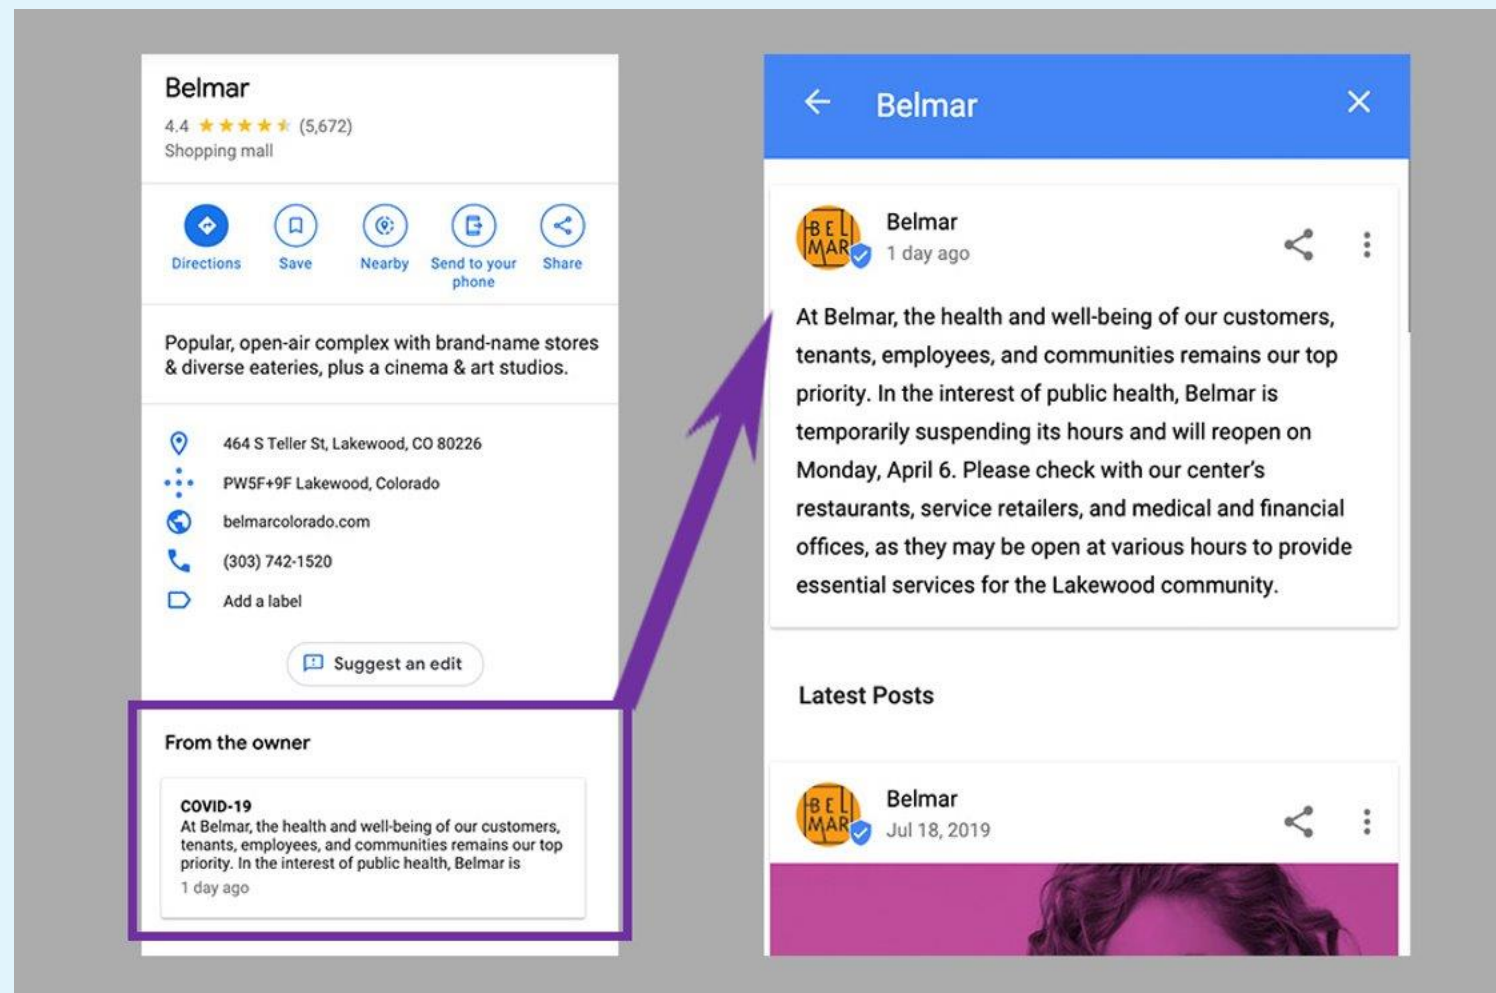 Belmar
4.4 (5,672)
Shopping mall
Directions
Save
Nearby
Send to your
phone
Share
Popular, open-air complex with brand-name stores
& diverse eateries, plus a cinema & art studios.
464 S Teller St, Lakewood, CO 80226
PW5F+9F Lakewood, Colorado
belmarcolorado.com
(303) 742-1520
Add a label
Suggest an edit
From the owner
COVID-19
At Belmar, the health and well-being of our customers,
tenants, employees, and communities remains our top
priority. In the interest of public health, Belmar is
1 day ago
Belmar
BEL
MAR
Belmar
1 day ago
At Belmar, the health and well-being of our customers,
tenants, employees, and communities remains our top
priority. In the interest of public health, Belmar is
temporarily suspending its hours and will reopen on
Monday, April 6. Please check with our center's
restaurants, service retailers, and medical and financial
offices, as they may be open at various hours to provide
essential services for the Lakewood community.
Latest Posts
BEL
MAR
Belmar
Jul 18, 2019